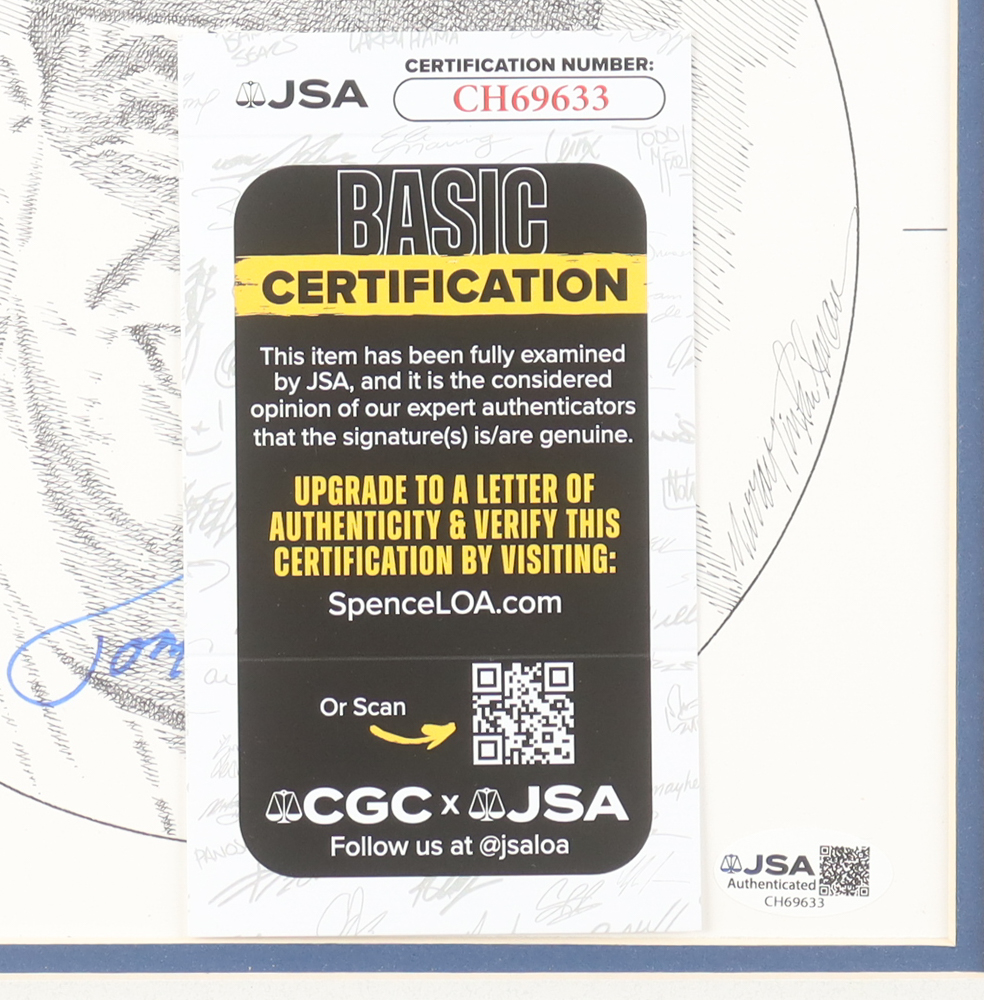 JSA
CERTIFICATION NUMBER:
CH69633
BASIC
CERTIFICATION
This item has been fully examined
by JSA, and it is the considered
opinion of our expert authenticators
that the signature(s) is/are genuine.
UPGRADE TO A LETTER OF
AUTHENTICITY & VERIFY THIS
CERTIFICATION BY VISITING:
SpenceLOA.com
Or Scan
CGC x JSA
Follow us at @jsaloa
Tom
JSA
Authenticated
CH69633